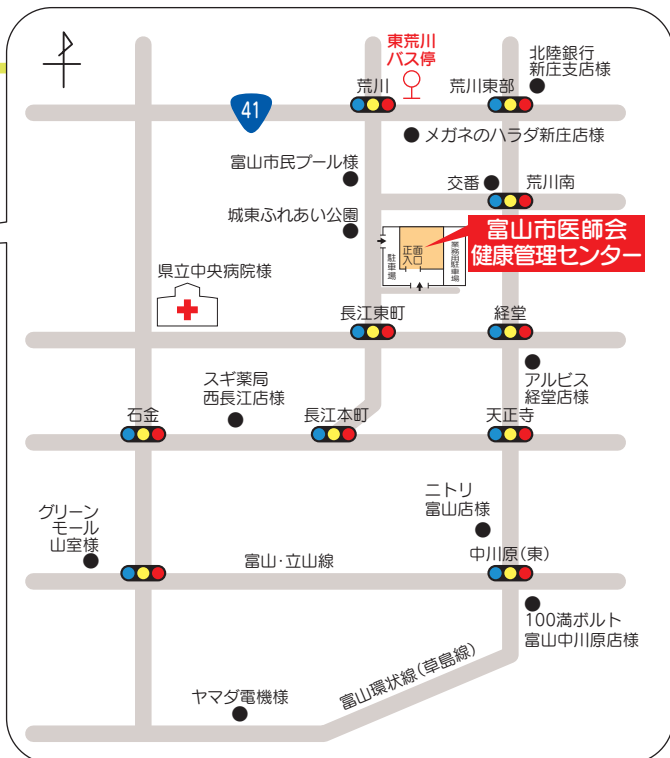 東荒川
バス停
北陸銀行
新庄支店様
荒川
荒川東部
41
メガネのハラダ新庄店様
富山市民プール様
交番
荒川南
城東ふれあい公園
正面
入口
駐車場
業務用駐車場
富山市医師会
健康管理センター
県立中央病院様
長江東町
経堂
スギ薬局
西長江店様
アルビス
経堂店様
石金
長江本町
天正寺
グリーン
モール
山室様
ニトリ
富山店様
富山・立山線
中川原(東)
100満ボルト
富山中川原店様
富山環状線(草島線)
ヤマダ電機様